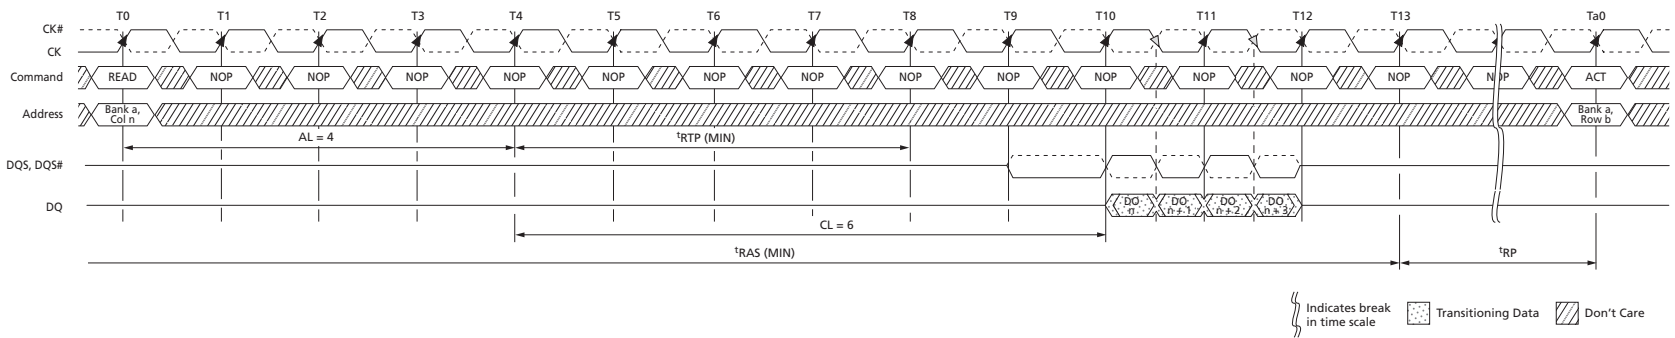 T0 T1 T2 T3 T4 T5 T6 T7 T8 T9 T10 T11 T12 T13 Ta0
CK#
CK
Command READ NOP NOP NOP NOP NOP NOP NOP NOP NOP NOP NOP NOP NOP NOP ACT
Address Bank a, Col n Bank a, Row b
AL = 4 tRTP (MIN)
DQS, DQS#
DQ DO n DO n + 1 DO n + 2 DO n + 3
CL = 6
tRAS (MIN) tRP
Indicates break in time scale Transitioning Data Don't Care